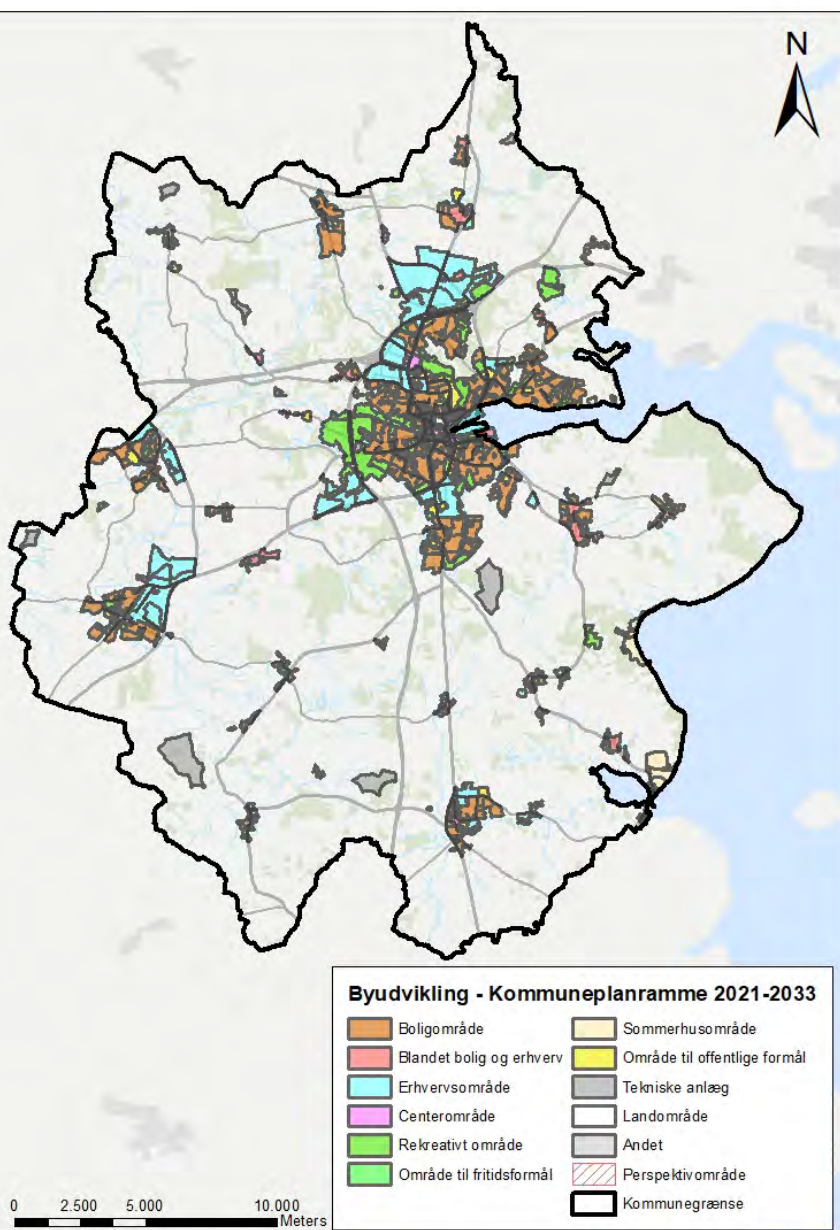 N
Byudvikling - Kommuneplanramme 2021-2033
Boligområde
Blandet bolig og erhverv
Erhvervsområde
Centerområde
Rekreativt område
Område til fritidsformål
Sommerhusområde
Område til offentlige formål
Tekniske anlæg
Landområde
Andet
Perspektivområde
Kommunegrænse
0 2.500 5.000 10.000
Meters